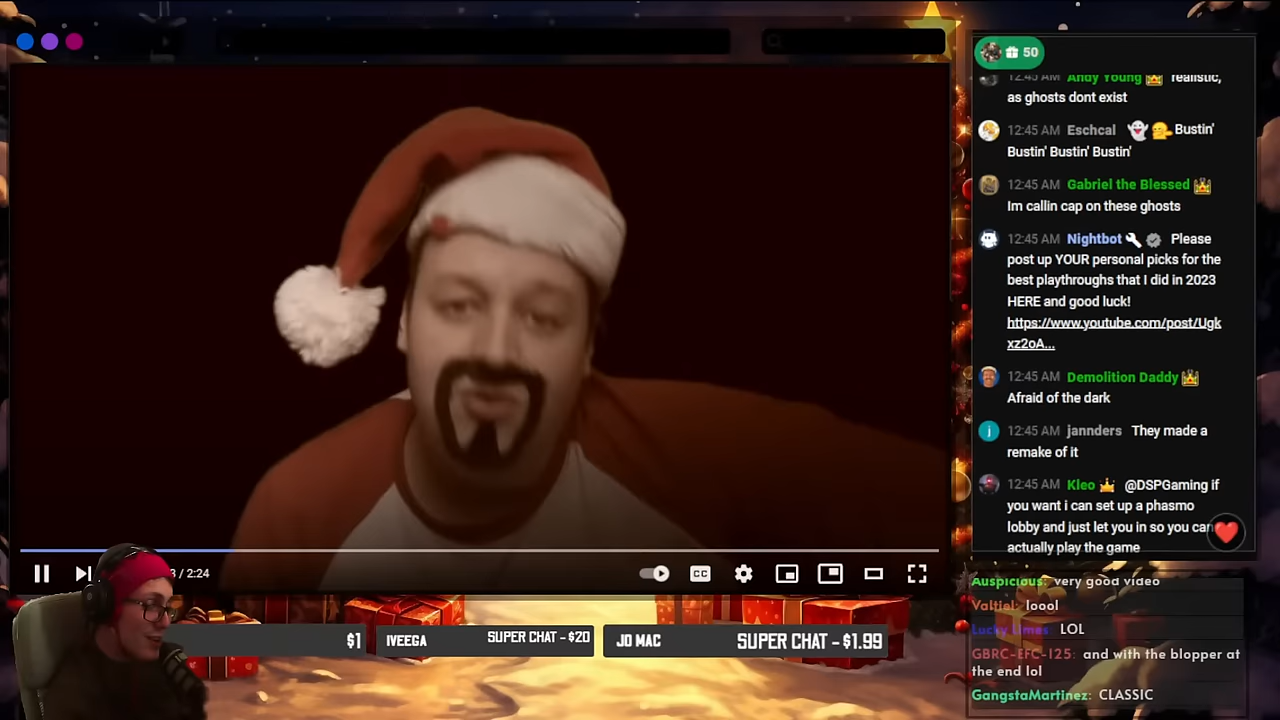 50
12:45 AM Andy Young realistic,
as ghosts dont exist
12:45 AM Eschcal Bustin'
Bustin' Bustin' Bustin'
12:45 AM Gabriel the Blessed
Im callin cap on these ghosts
12:45 AM Nightbot Please
post up YOUR personal picks for the
best playthroughs that I did in 2023
HERE and good luck!
https://www.youtube.com/post/Ugk
xz2oA...
12:45 AM Demolition Daddy
Afraid of the dark
j 12:45 AM jannders They made a
remake of it
12:45 AM Kleo @DSPGaming if
you want i can set up a phasmo
lobby and just let you in so you can
actually play the game
/ 2:24
CC
$1 IVEEGA SUPER CHAT - $20 JD MAC SUPER CHAT - $1.99
Auspicious: very good video
Valtiel: loool
Lucky Limes LOL
GBRC-EFC-125: and with the blopper at
the end lol
GangstaMartinez: CLASSIC